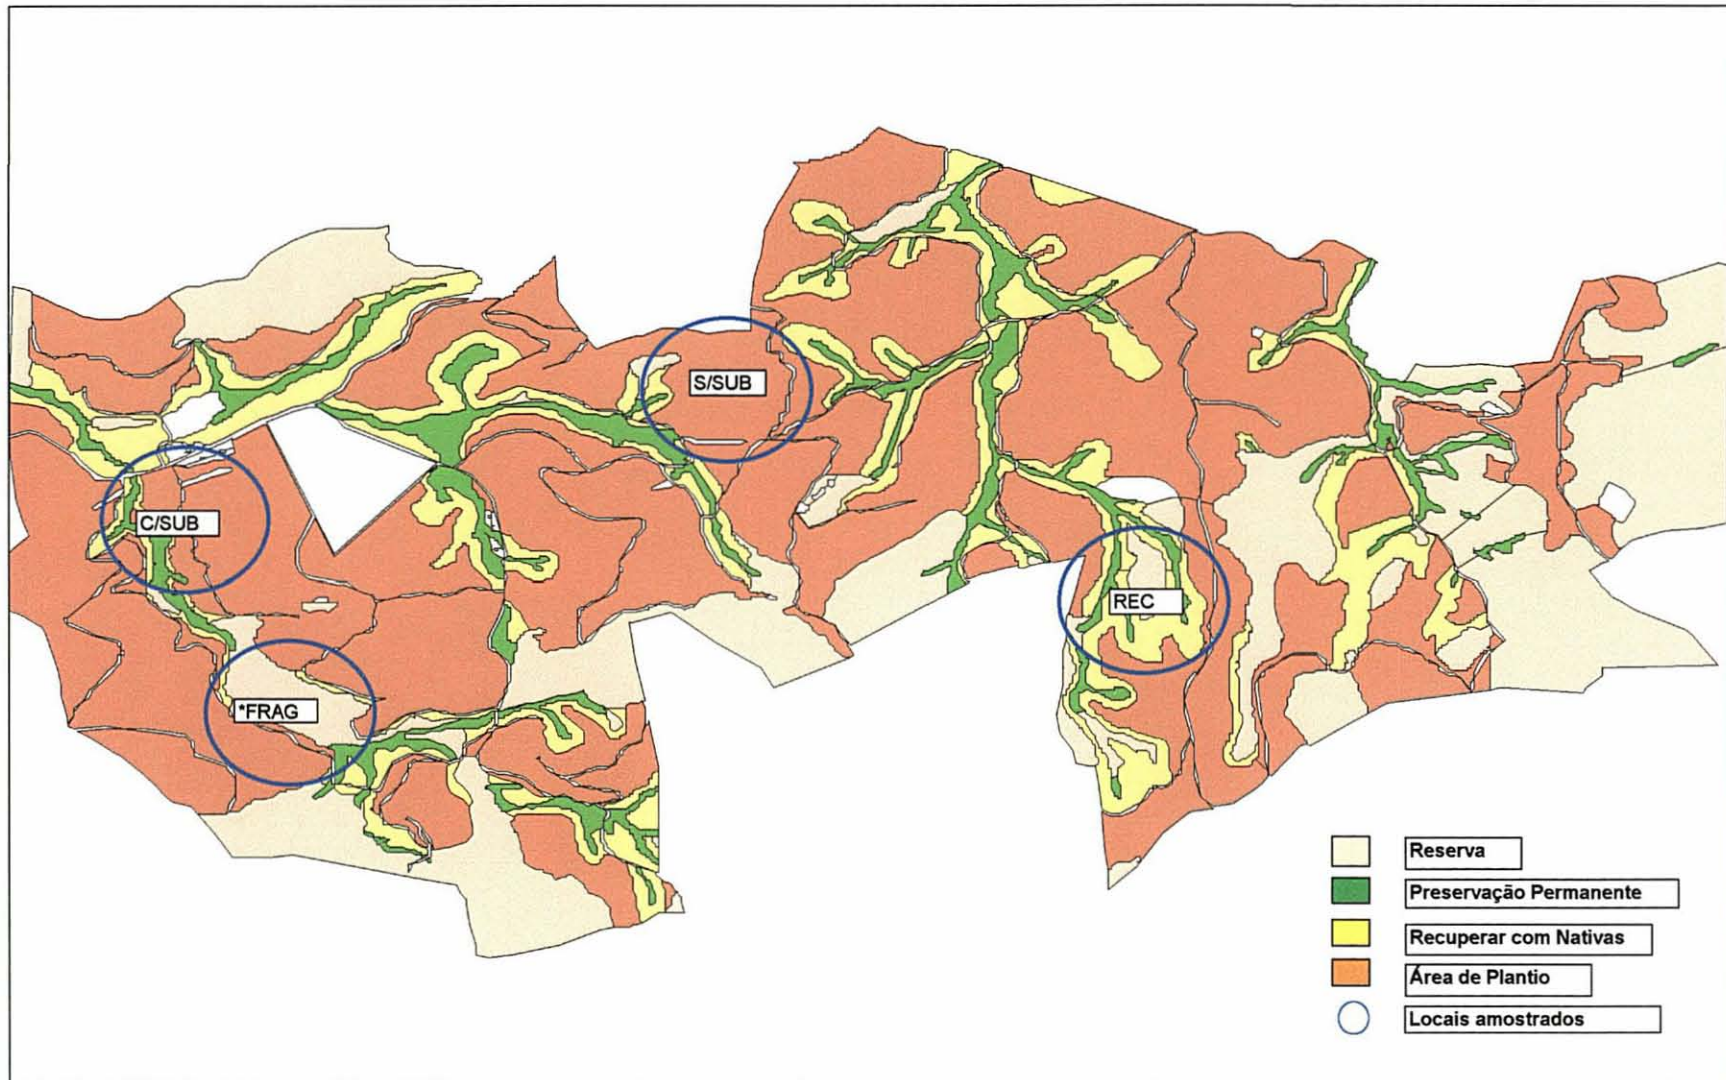 S/SUB
C/SUB
REC
*FRAG
Reserva
Preservação Permanente
Recuperar com Nativas
Área de Plantio
Locais amostrados